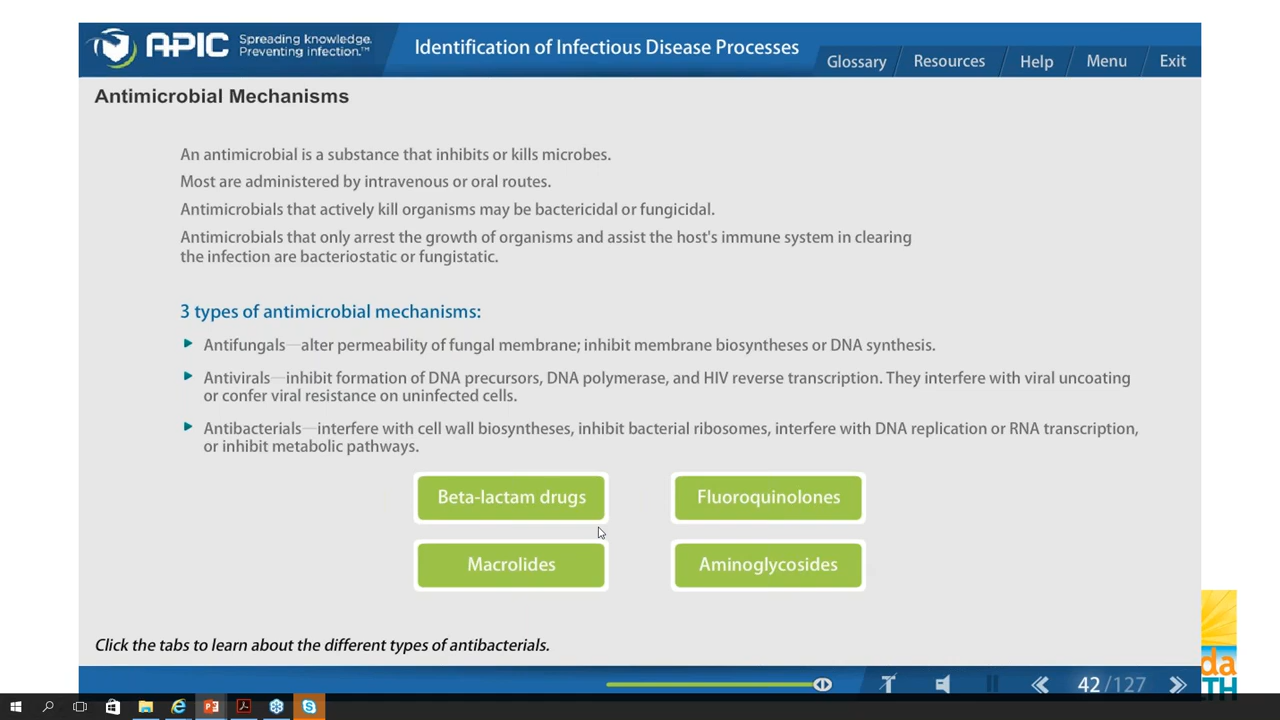 APIC Spreading knowledge. Preventing infection.™
Identification of Infectious Disease Processes
Glossary Resources Help Menu Exit
Antimicrobial Mechanisms
An antimicrobial is a substance that inhibits or kills microbes.
Most are administered by intravenous or oral routes.
Antimicrobials that actively kill organisms may be bactericidal or fungicidal.
Antimicrobials that only arrest the growth of organisms and assist the host's immune system in clearing
the infection are bacteriostatic or fungistatic.
3 types of antimicrobial mechanisms:
Antifungals—alter permeability of fungal membrane; inhibit membrane biosyntheses or DNA synthesis.
Antivirals—inhibit formation of DNA precursors, DNA polymerase, and HIV reverse transcription. They interfere with viral uncoating
or confer viral resistance on uninfected cells.
Antibacterials—interfere with cell wall biosyntheses, inhibit bacterial ribosomes, interfere with DNA replication or RNA transcription,
or inhibit metabolic pathways.
Beta-lactam drugs Fluoroquinolones
Macrolides Aminoglycosides
Click the tabs to learn about the different types of antibacterials.
da
TH
42/127